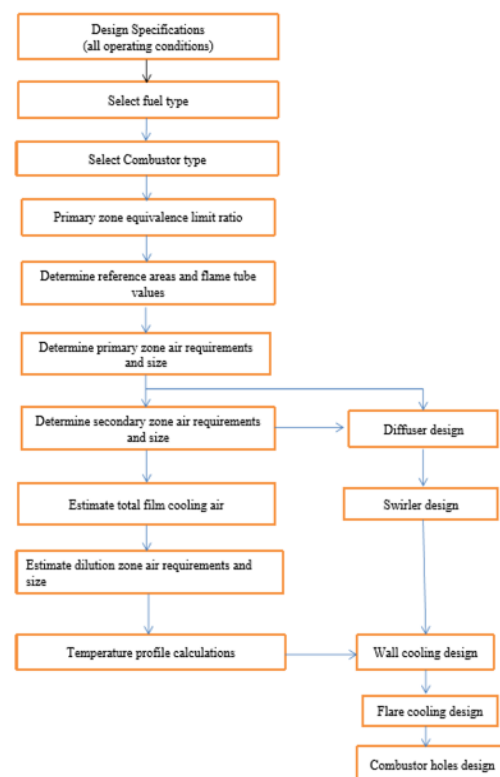 Design Specifications
(all operating conditions)
Select fuel type
Select Combustor type
Primary zone equivalence limit ratio
Determine reference areas and flame tube
values
Determine primary zone air requirements
and size
Determine secondary zone air requirements
and size
Diffuser design
Estimate total film cooling air
Swirler design
Estimate dilution zone air requirements and
size
Temperature profile calculations
Wall cooling design
Flare cooling design
Combustor holes design